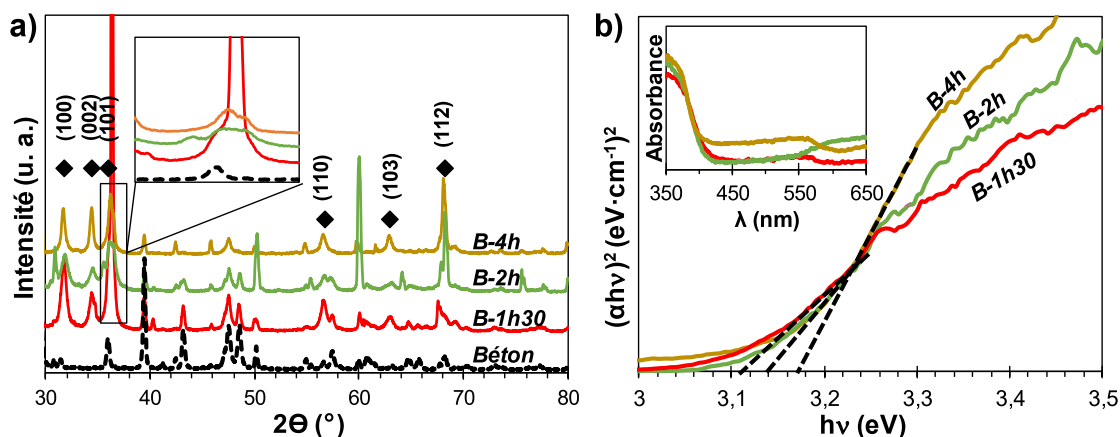 a)
Intensité (u. a.)
(100)
(002)
(101)
(110)
(103)
(112)
B-4h
B-2h
B-1h30
Béton
30 40 50 60 70 80
2Ɵ (°)
b)
(αhν)² (eV·cm⁻¹)²
Absorbance
350 450 550 650
λ (nm)
B-4h
B-2h
B-1h30
3 3,1 3,2 3,3 3,4 3,5
hν (eV)